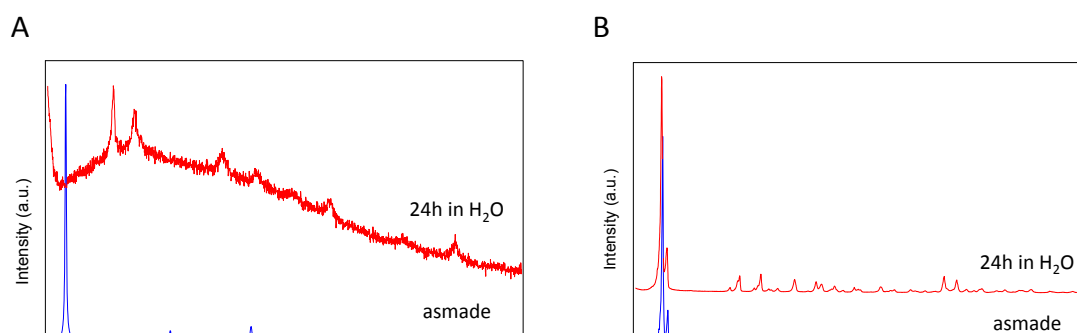 A
B
Intensity (a.u.)
24h in H₂O
asmade
Intensity (a.u.)
24h in H₂O
asmade